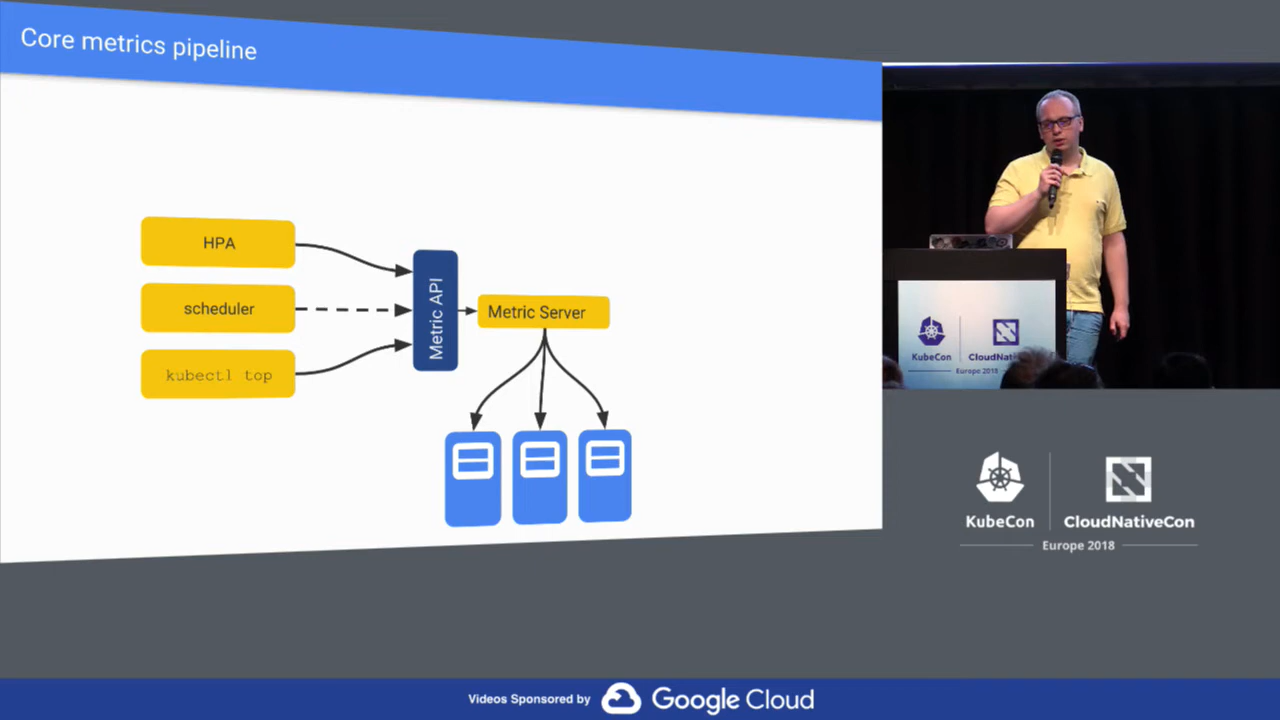 Core metrics pipeline
HPA
scheduler
kubectl top
Metric API
Metric Server
KubeCon
CloudNati
Europe 2018
KubeCon
CloudNativeCon
Europe 2018
Videos Sponsored by
Google Cloud